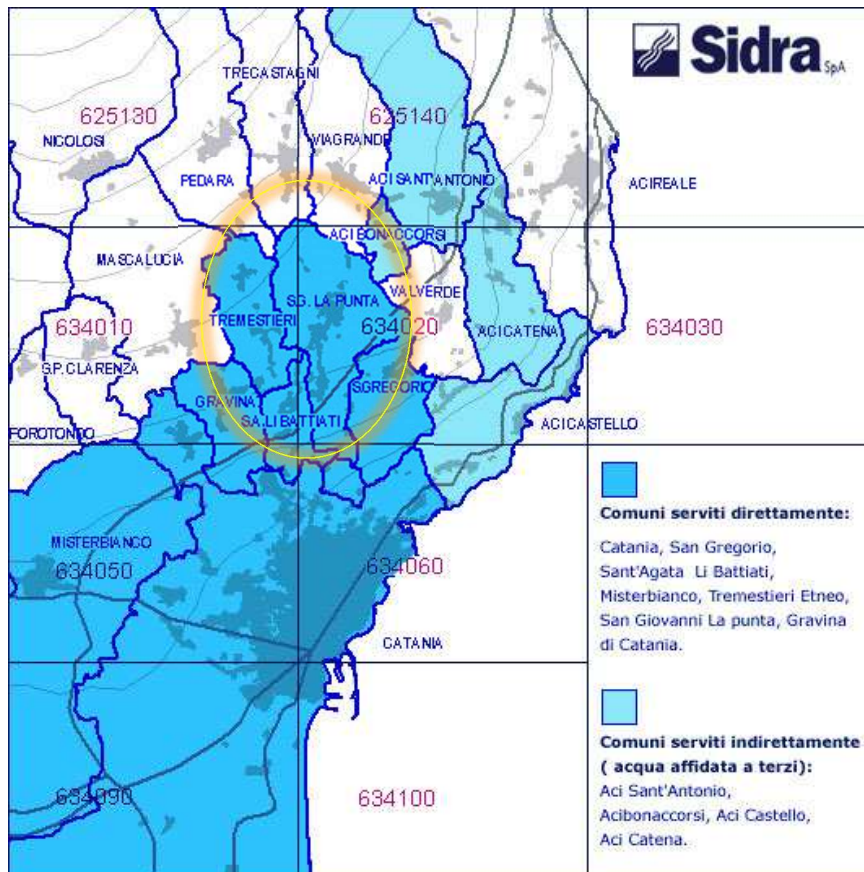 Sidra SpA
TRECASTAGNI
625130
625140
NICOLOSI
VIAGRANDE
PEDARA
ACI SANT'ANTONIO
ACIREALE
ACI BONACCORSI
MASCALUCIA
VALVERDE
S.G. LA PUNTA
TREMESTIERI
634010
634020
634030
ACICATENA
G.P. CLARENZA
S.GREGORIO
GRAVINA
SA.LI BATTIATI
ACICASTELLO
FOROTONDO
MISTERBIANCO
634050
634060
CATANIA
634090
634100
Comuni serviti direttamente:
Catania, San Gregorio,
Sant'Agata Li Battiati,
Misterbianco, Tremestieri Etneo,
San Giovanni La punta, Gravina
di Catania.
Comuni serviti indirettamente
( acqua affidata a terzi):
Aci Sant'Antonio,
Acibonaccorsi, Aci Castello,
Aci Catena.